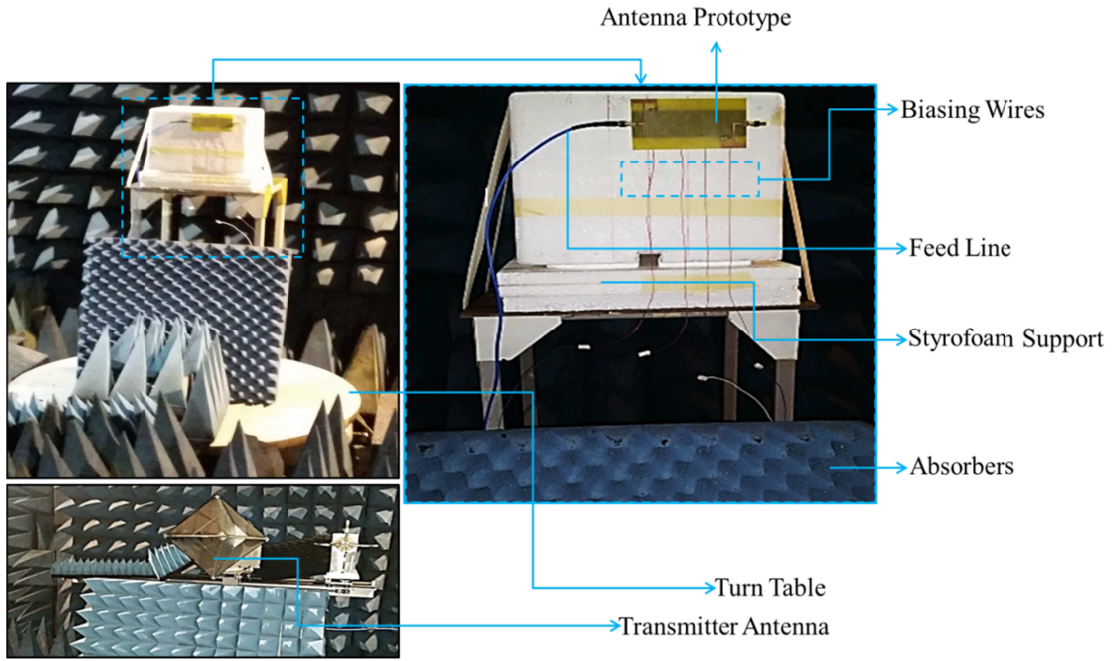 Antenna Prototype
Biasing Wires
Feed Line
Styrofoam Support
Absorbers
Turn Table
Transmitter Antenna